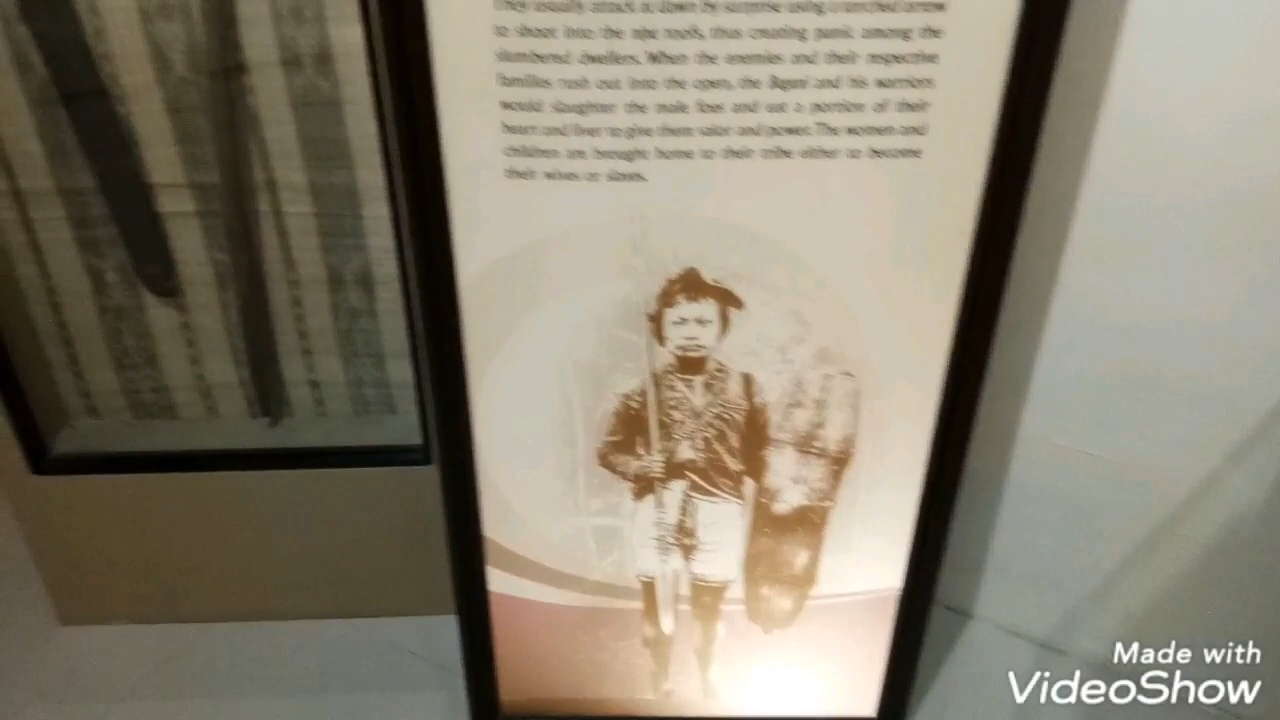 They usually attack at dawn by surprise using a torched arrow
to shoot into the nipa roofs, thus creating panic among the
slumbered dwellers. When the enemies and their respective
families rush out into the open, the Bagani and his warriors
would slaughter the male foes and eat a portion of their
heart and liver to give them valor and power. The women and
children are brought home to their tribe either to become
their wives or slaves.
Made with
VideoShow